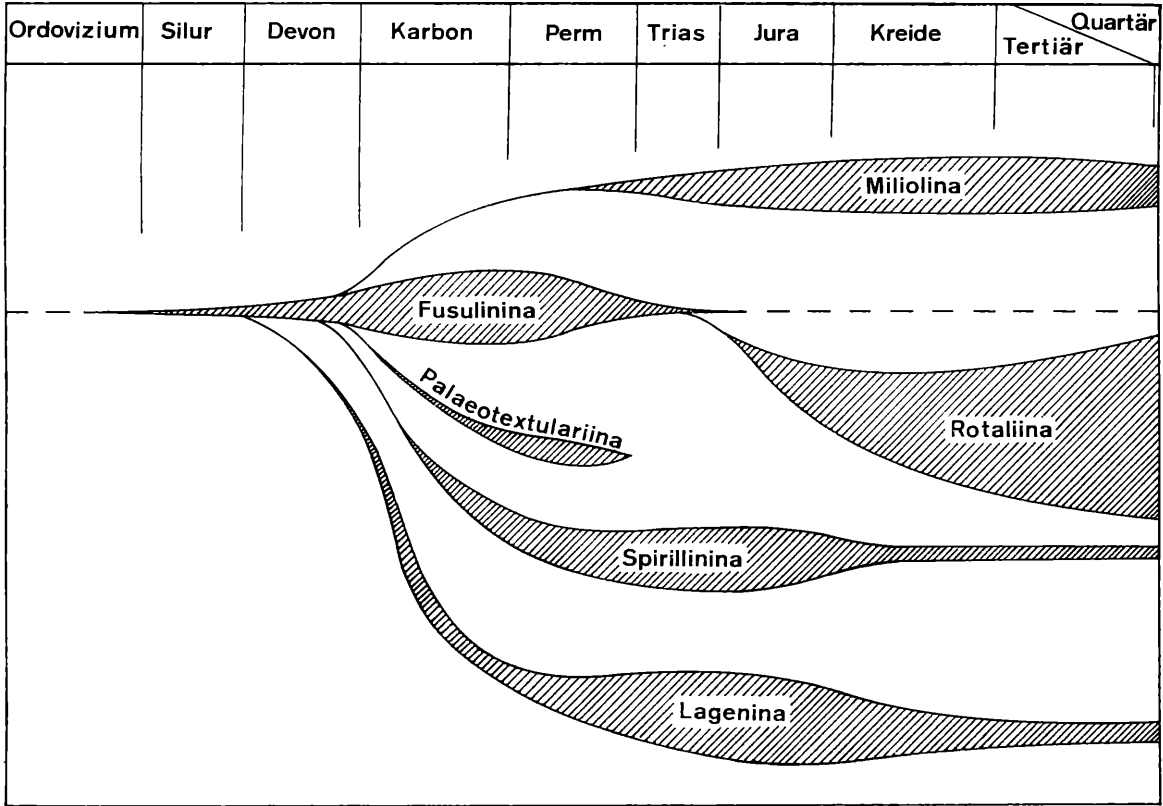 Ordovizium Silur Devon Karbon Perm Trias Jura Kreide Tertiär Quartär
Miliolina
Fusulinina
Palaeotextulariina
Rotaliina
Spirillinina
Lagenina